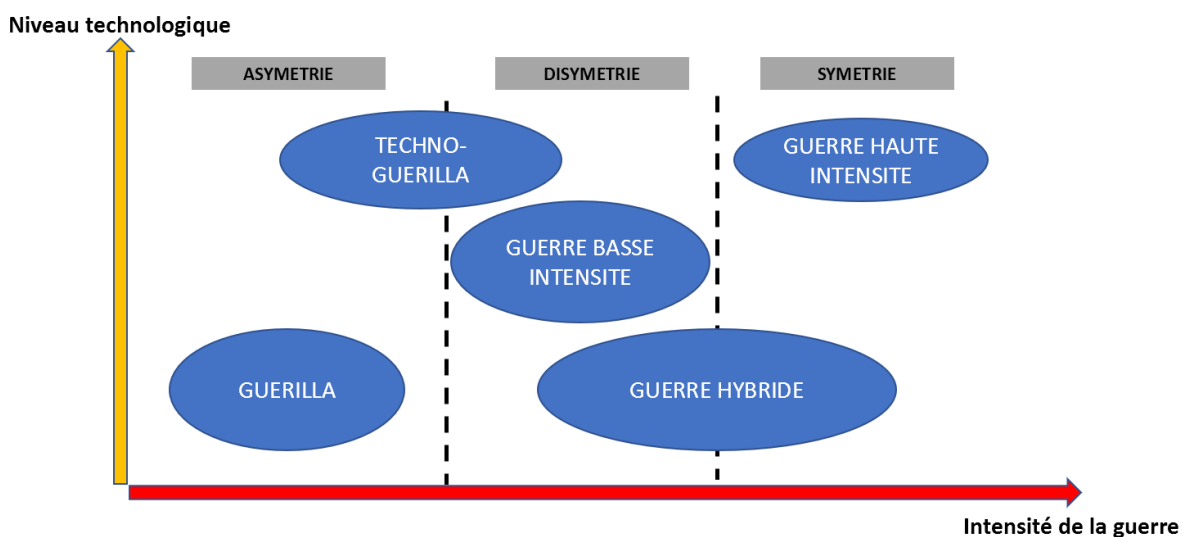 Niveau technologique
ASYMETRIE
DISYMETRIE
SYMETRIE
TECHNO-
GUERILLA
GUERRE HAUTE
INTENSITE
GUERRE BASSE
INTENSITE
GUERILLA
GUERRE HYBRIDE
Intensité de la guerre